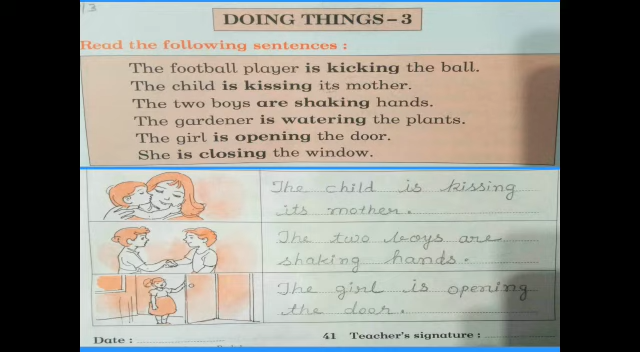 13
DOING THINGS–3
Read the following sentences :
The football player is kicking the ball.
The child is kissing its mother.
The two boys are shaking hands.
The gardener is watering the plants.
The girl is opening the door.
She is closing the window.
The child is kissing
its mother.
The two boys are
shaking hands.
The girl is opening
the door.
Date :
41 Teacher's signature :